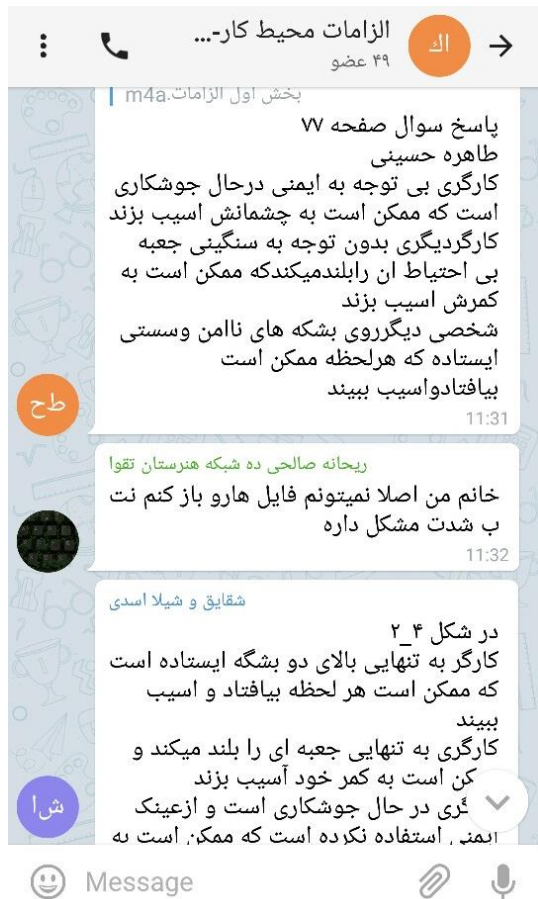 الزامات محیط کار-...
اك
۴۹ عضو
بخش اول الزامات.m4a
پاسخ سوال صفحه ۷۷
طاهره حسینی
کارگری بی توجه به ایمنی درحال جوشکاری
است که ممکن است به چشمانش اسیب بزند
کارگردیگری بدون توجه به سنگینی جعبه
بی احتیاط ان رابلندمیکندکه ممکن است به
کمرش اسیب بزند
شخصی دیگرروی بشکه های ناامن وسستی
ایستاده که هرلحظه ممکن است
بیافتادواسیب ببیند
11:31
ط‌ح
ریحانه صالحی ده شبکه هنرستان تقوا
خانم من اصلا نمیتونم فایل هارو باز کنم نت
ب شدت مشکل داره
11:32
شقایق و شیلا اسدی
در شکل ۴_۲
کارگر به تنهایی بالای دو بشگه ایستاده است
که ممکن است هر لحظه بیافتاد و اسیب
ببیند
کارگری به تنهایی جعبه ای را بلند میکند و
کن است به کمر خود آسیب بزند
گری در حال جوشکاری است و ازعینک
ایمنی استفاده نکرده است که ممکن است به
ش‌ا
Message